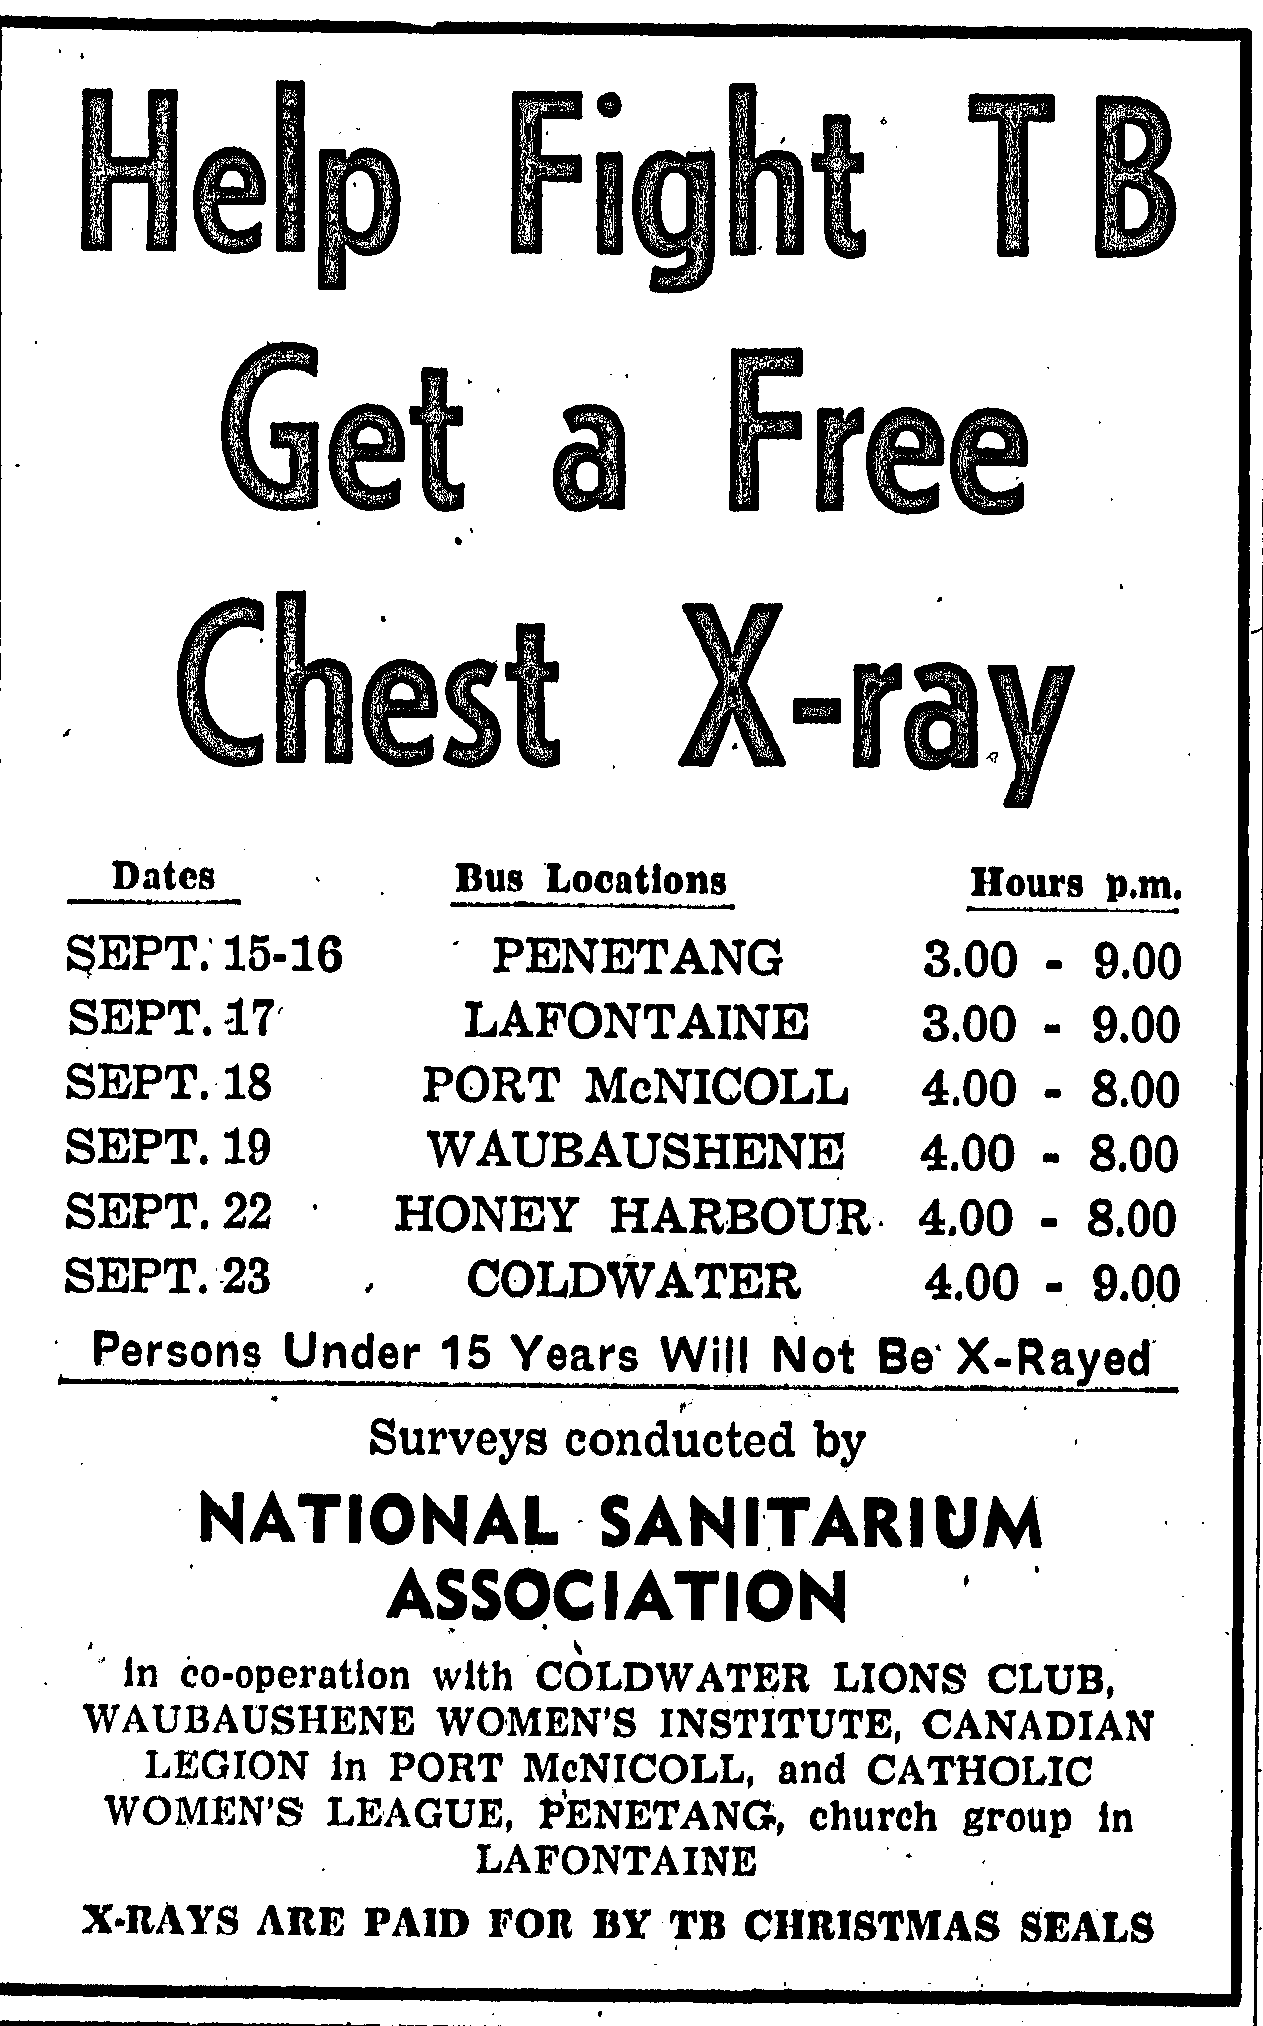 Help Fight TB
Get a Free
Chest X-ray
Dates Bus Locations Hours p.m.
SEPT. 15-16 PENETANG 3.00 - 9.00
SEPT. 17 LAFONTAINE 3.00 - 9.00
SEPT. 18 PORT McNICOLL 4.00 - 8.00
SEPT. 19 WAUBAUSHENE 4.00 - 8.00
SEPT. 22 HONEY HARBOUR 4.00 - 8.00
SEPT. 23 COLDWATER 4.00 - 9.00
Persons Under 15 Years Will Not Be X-Rayed
Surveys conducted by
NATIONAL SANITARIUM
ASSOCIATION
in co-operation with COLDWATER LIONS CLUB,
WAUBAUSHENE WOMEN'S INSTITUTE, CANADIAN
LEGION in PORT McNICOLL, and CATHOLIC
WOMEN'S LEAGUE, PENETANG, church group in
LAFONTAINE
X-RAYS ARE PAID FOR BY TB CHRISTMAS SEALS